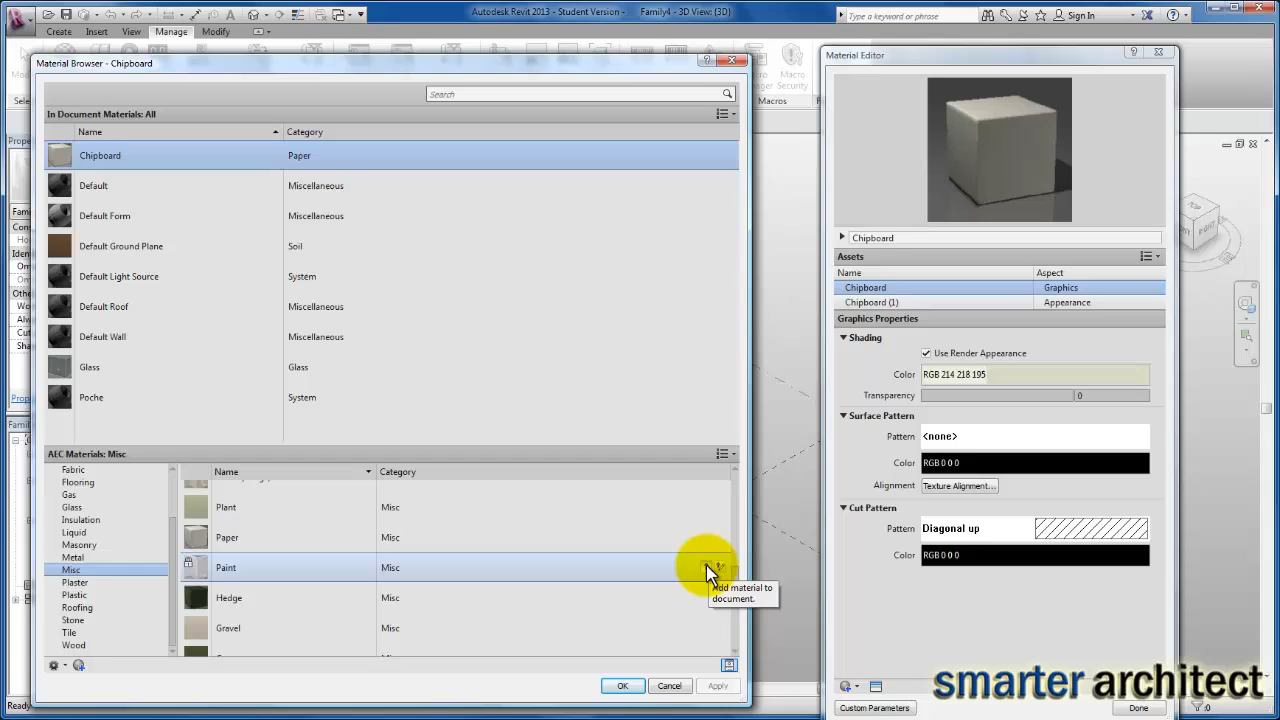 Autodesk Revit 2013 - Student Version - Family4 - 3D View: {3D}
Type a keyword or phrase
Sign In
Create Insert View Manage Modify
Material Browser - Chipboard
Search
In Document Materials: All
Name Category
Chipboard Paper
Default Miscellaneous
Default Form Miscellaneous
Default Ground Plane Soil
Default Light Source System
Default Roof Miscellaneous
Default Wall Miscellaneous
Glass Glass
Poche System
AEC Materials: Misc
Fabric
Flooring
Gas
Glass
Insulation
Liquid
Masonry
Metal
Misc
Plaster
Plastic
Roofing
Stone
Tile
Wood
Name Category
Plant Misc
Paper Misc
Paint Misc
Hedge Misc
Gravel Misc
Add material to
document.
OK Cancel Apply
Macro
Security
Macros
Material Editor
Chipboard
Assets
Name Aspect
Chipboard Graphics
Chipboard (1) Appearance
Graphics Properties
Shading
Use Render Appearance
Color RGB 214 218 195
Transparency 0
Surface Pattern
Pattern <none>
Color RGB 0 0 0
Alignment Texture Alignment...
Cut Pattern
Pattern Diagonal up
Color RGB 0 0 0
Custom Parameters Done
TOP
FRONT
:0
smarter architect